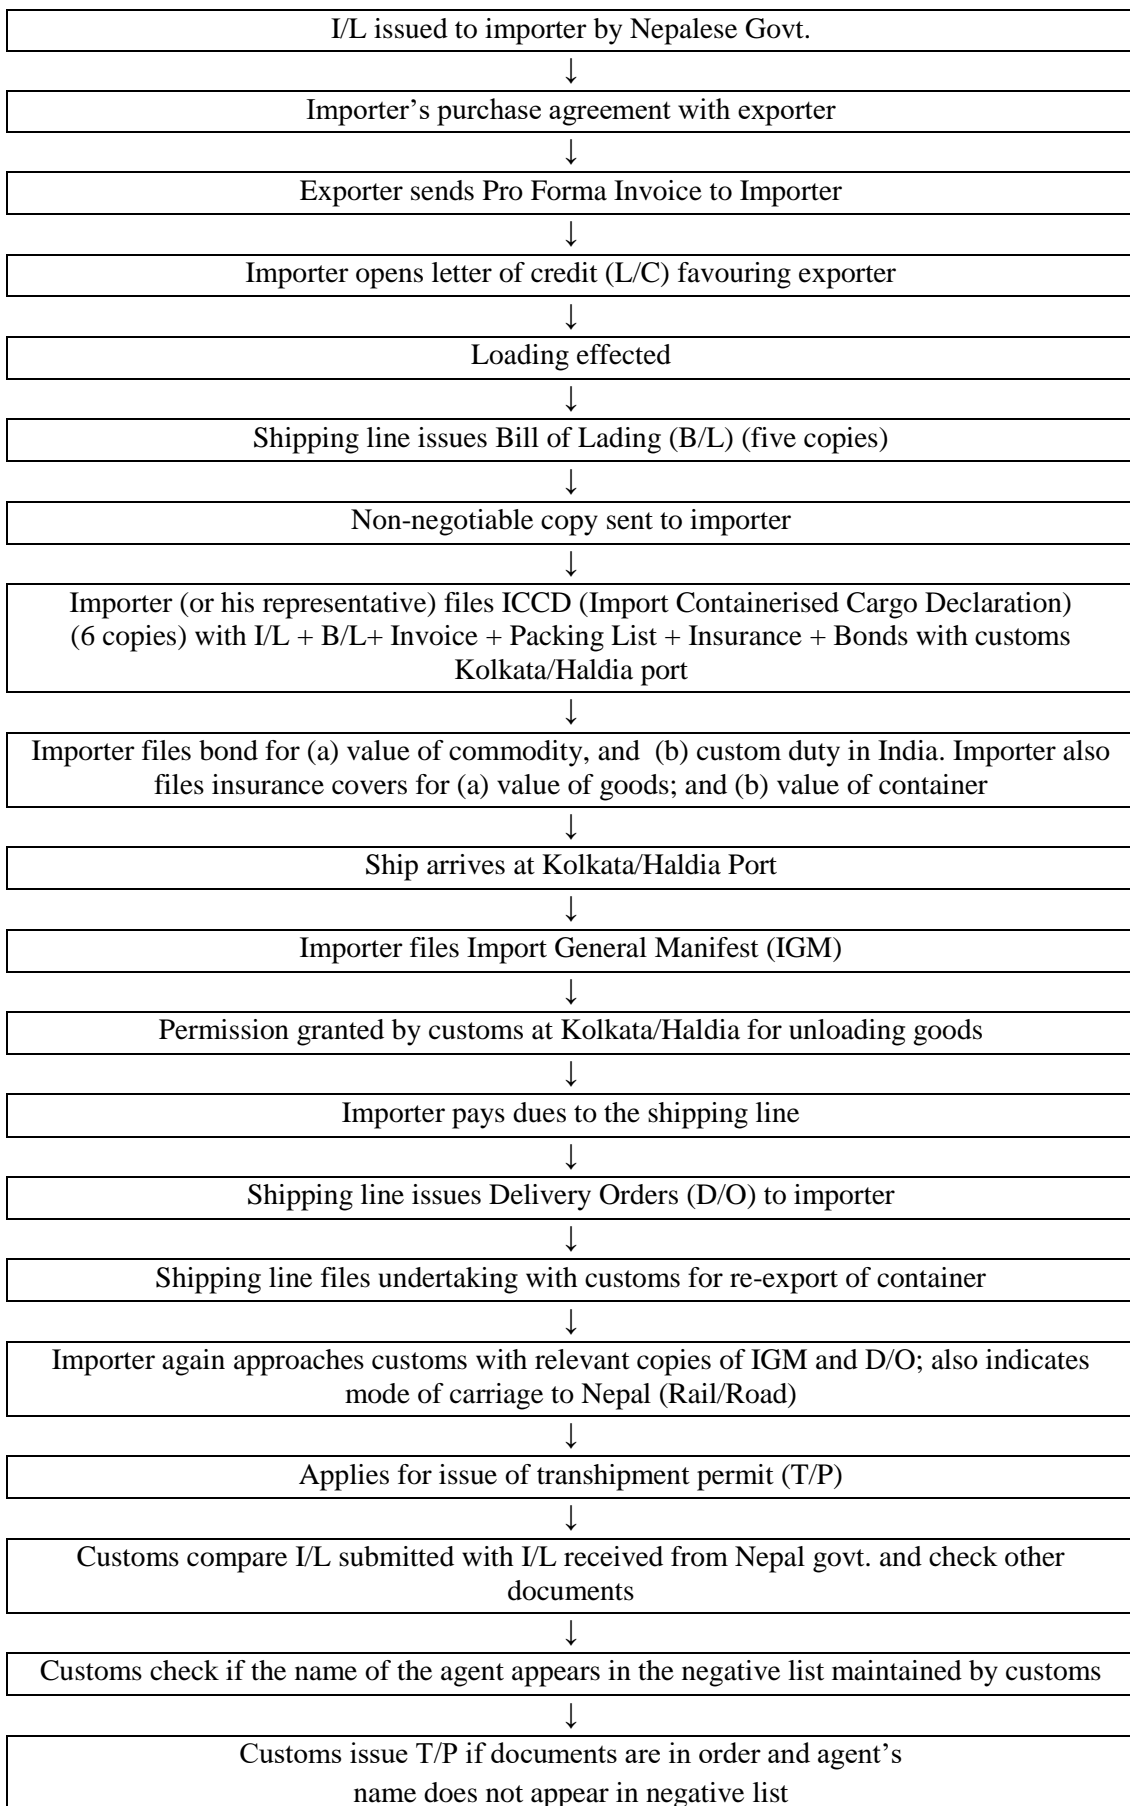 I/L issued to importer by Nepalese Govt.
↓
Importer’s purchase agreement with exporter
↓
Exporter sends Pro Forma Invoice to Importer
↓
Importer opens letter of credit (L/C) favouring exporter
↓
Loading effected
↓
Shipping line issues Bill of Lading (B/L) (five copies)
↓
Non-negotiable copy sent to importer
↓
Importer (or his representative) files ICCD (Import Containerised Cargo Declaration)
(6 copies) with I/L + B/L+ Invoice + Packing List + Insurance + Bonds with customs
Kolkata/Haldia port
↓
Importer files bond for (a) value of commodity, and (b) custom duty in India. Importer also
files insurance covers for (a) value of goods; and (b) value of container
↓
Ship arrives at Kolkata/Haldia Port
↓
Importer files Import General Manifest (IGM)
↓
Permission granted by customs at Kolkata/Haldia for unloading goods
↓
Importer pays dues to the shipping line
↓
Shipping line issues Delivery Orders (D/O) to importer
↓
Shipping line files undertaking with customs for re-export of container
↓
Importer again approaches customs with relevant copies of IGM and D/O; also indicates
mode of carriage to Nepal (Rail/Road)
↓
Applies for issue of transhipment permit (T/P)
↓
Customs compare I/L submitted with I/L received from Nepal govt. and check other
documents
↓
Customs check if the name of the agent appears in the negative list maintained by customs
↓
Customs issue T/P if documents are in order and agent’s
name does not appear in negative list